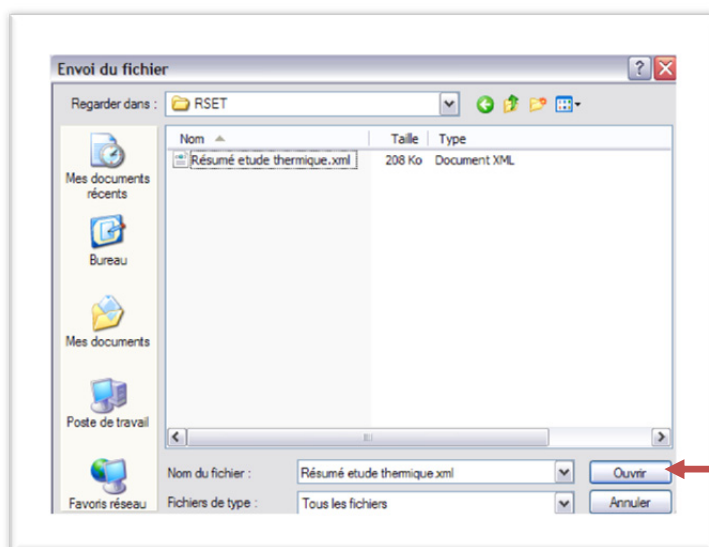 Envoi du fichier
Regarder dans :
RSET
Nom Taille Type
Résumé etude thermique.xml 208 Ko Document XML
Mes documents
récents
Bureau
Mes documents
Poste de travail
Favoris réseau
Nom du fichier : Résumé etude thermique.xml Ouvrir
Fichiers de type : Tous les fichiers Annuler